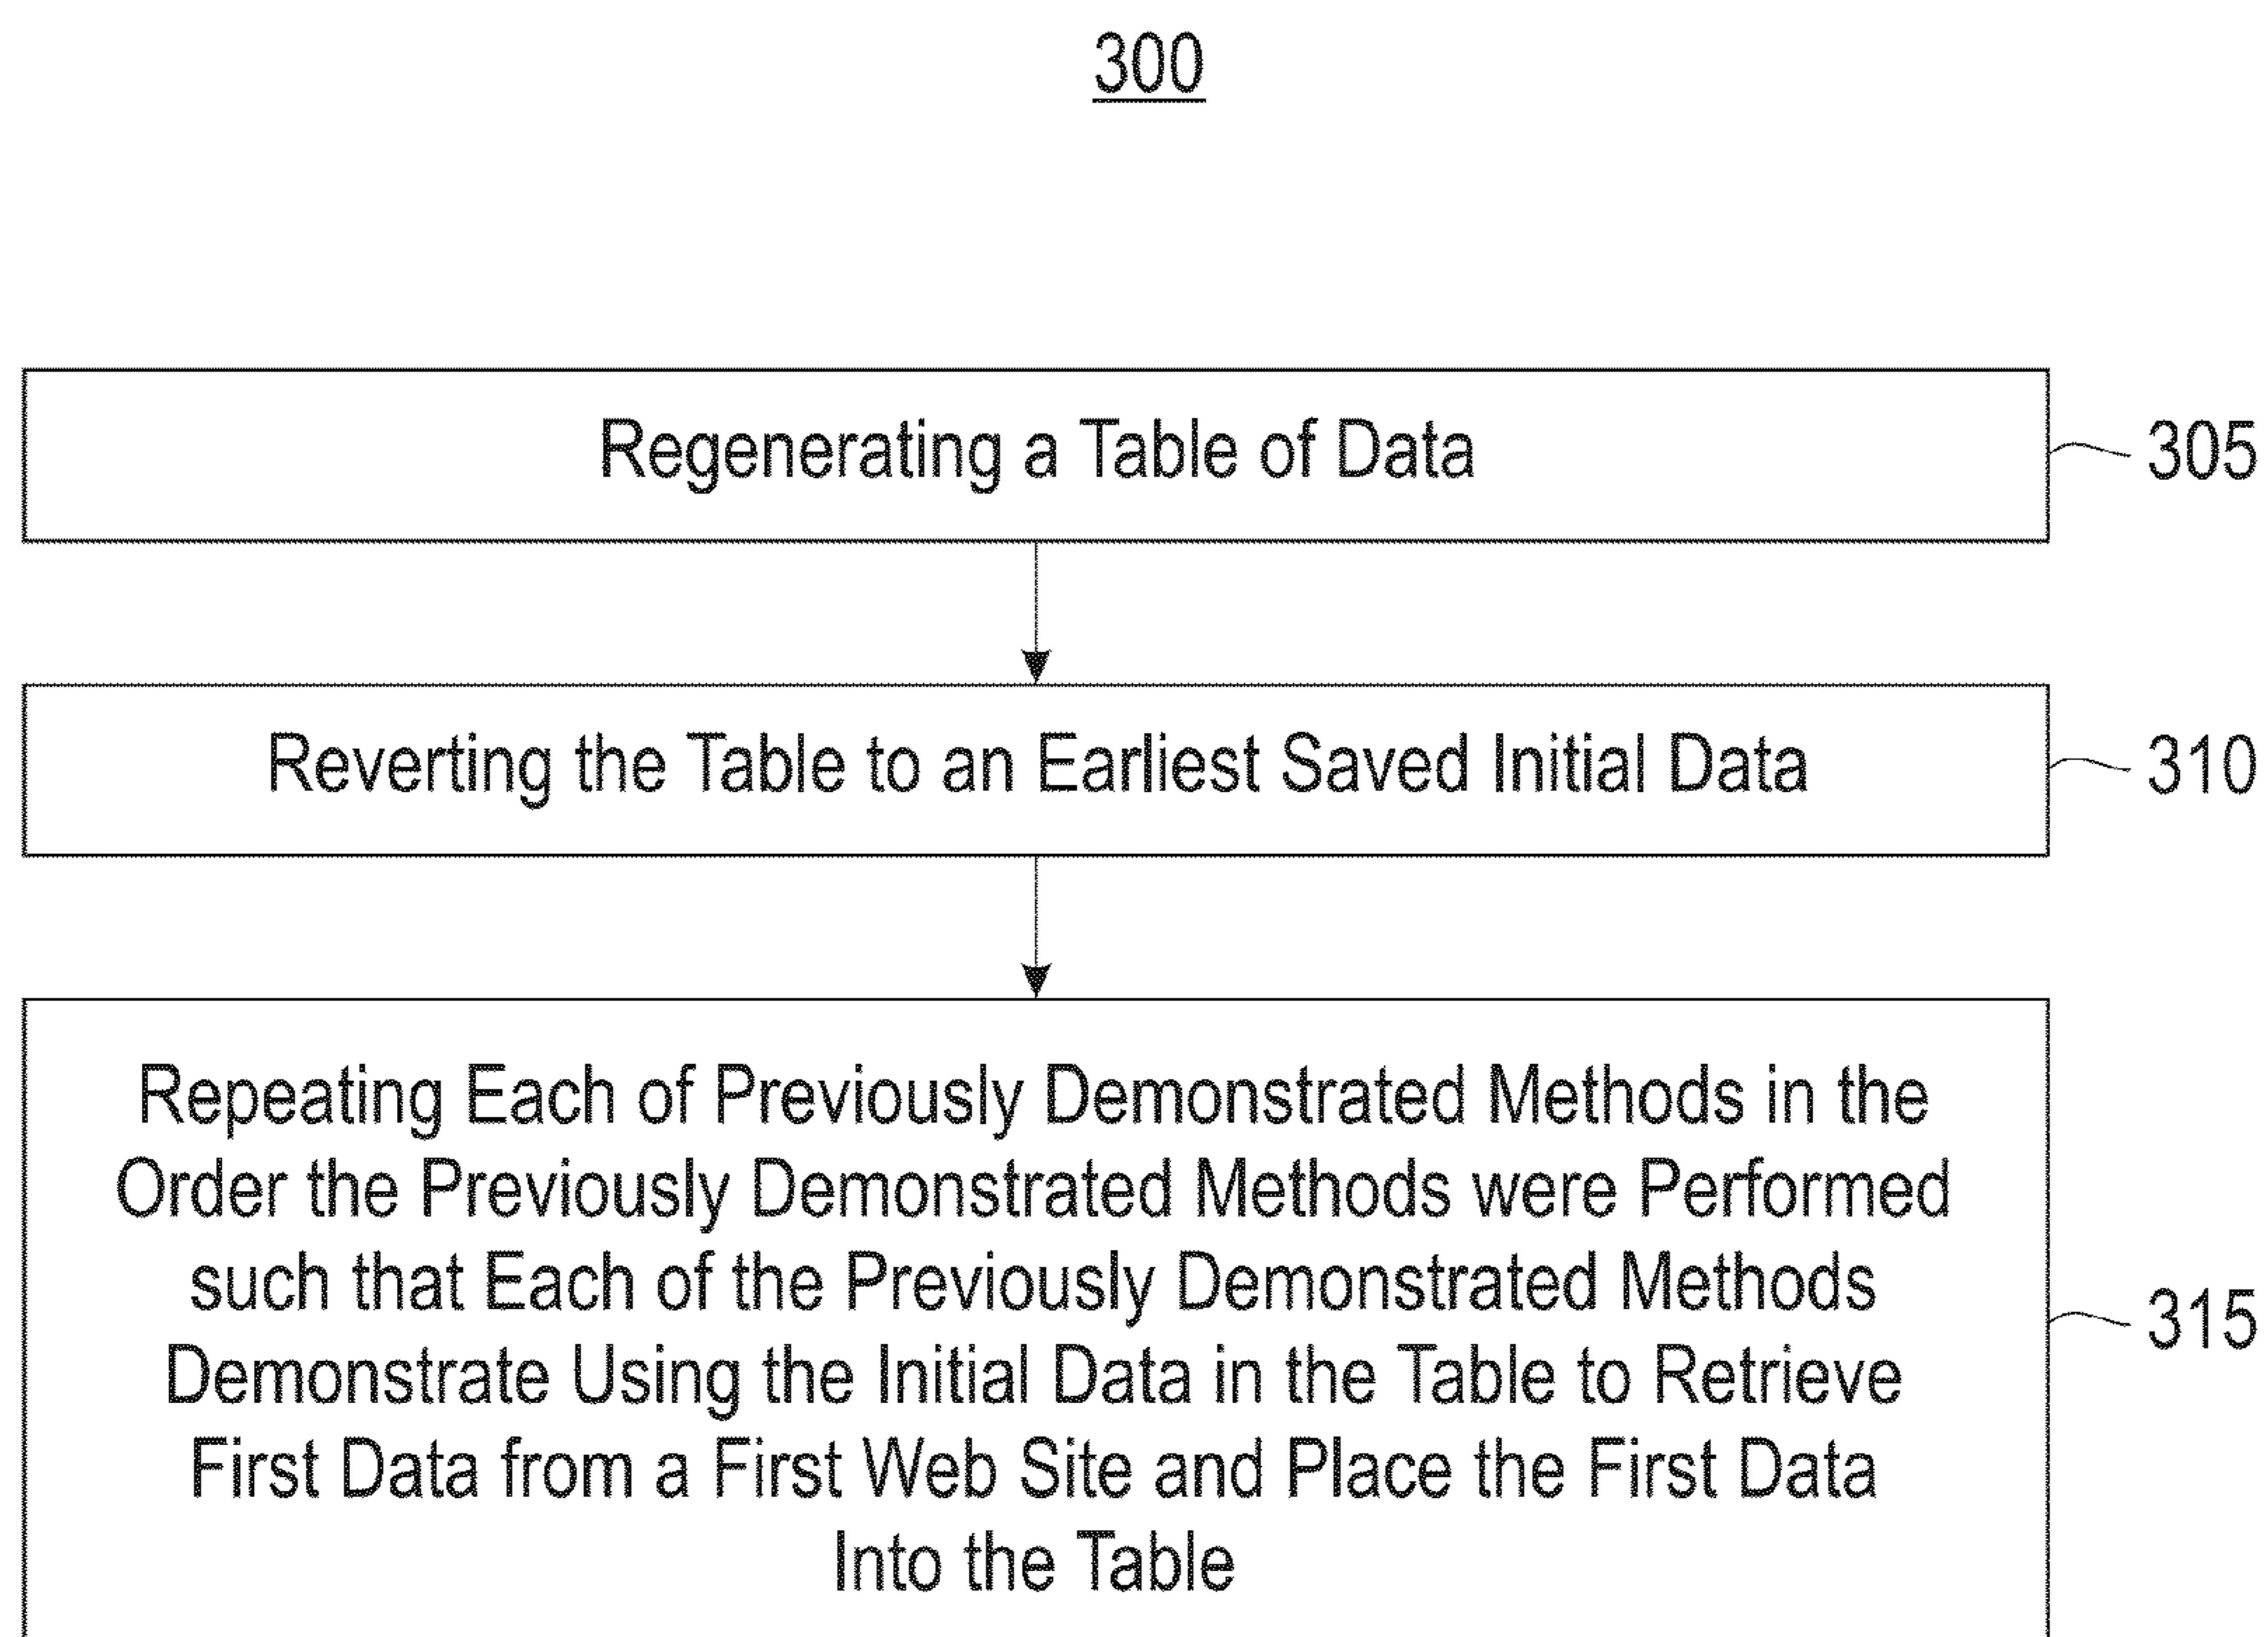 300
Regenerating a Table of Data
305
Reverting the Table to an Earliest Saved Initial Data
310
Repeating Each of Previously Demonstrated Methods in the
Order the Previously Demonstrated Methods were Performed
such that Each of the Previously Demonstrated Methods
Demonstrate Using the Initial Data in the Table to Retrieve
First Data from a First Web Site and Place the First Data
Into the Table
315